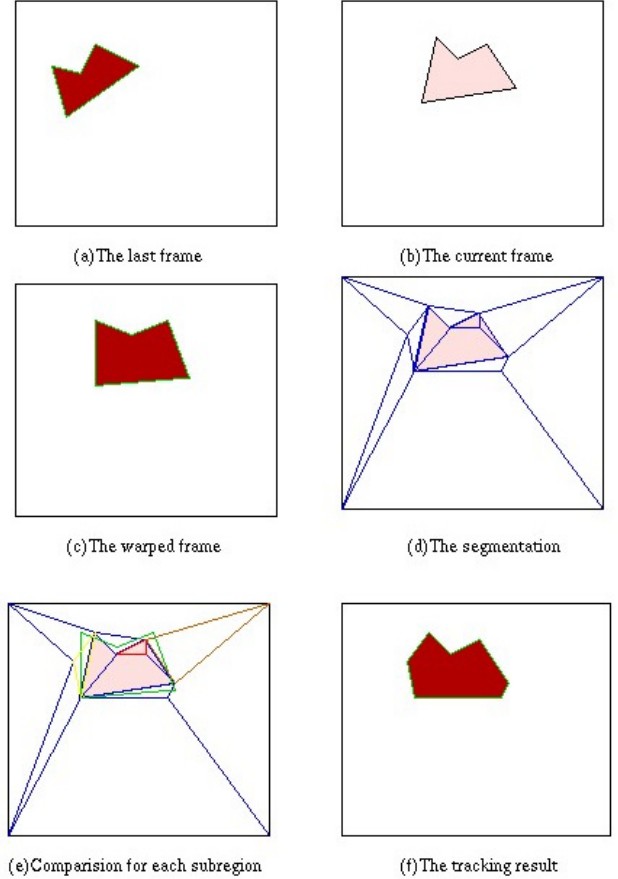 (a)The last frame
(b)The current frame
(c)The warped frame
(d)The segmentation
(e)Comparision for each subregion
(f)The tracking result